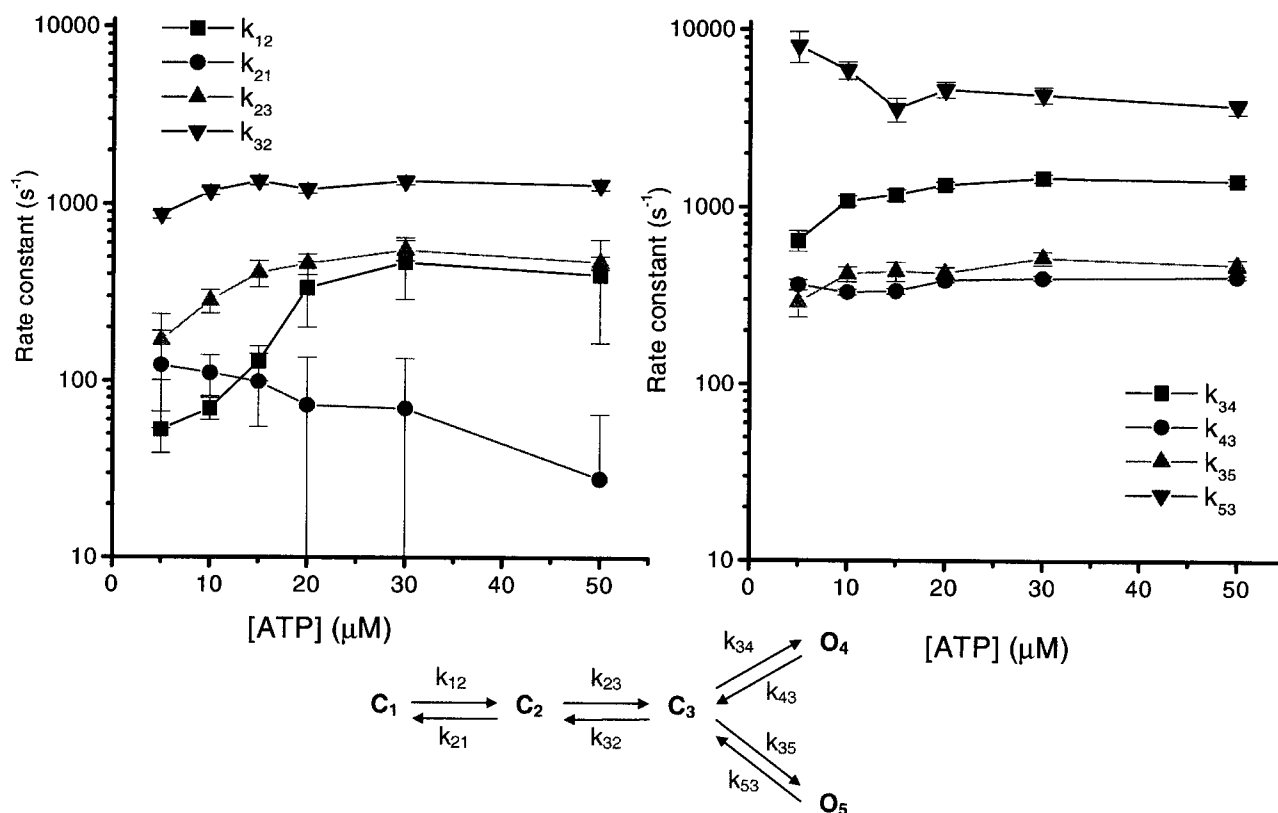 10000
1000
100
10
Rate constant (s⁻¹)
k₁₂
k₂₁
k₂₃
k₃₂
0
10
20
30
40
50
[ATP] (μM)
10000
1000
100
10
Rate constant (s⁻¹)
k₃₄
k₄₃
k₃₅
k₅₃
0
10
20
30
40
50
[ATP] (μM)
C₁
k₁₂
k₂₁
C₂
k₂₃
k₃₂
C₃
k₃₄
k₄₃
O₄
k₃₅
k₅₃
O₅